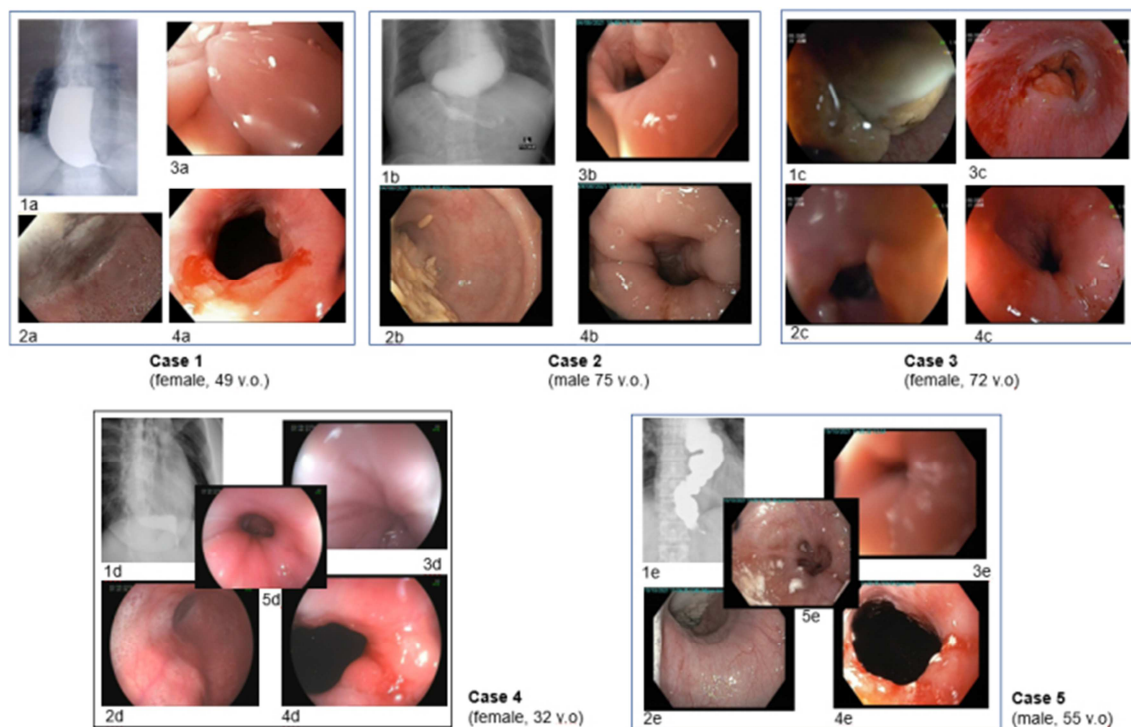 1a
3a
2a
4a
Case 1
(female, 49 v.o.)
1b
3b
2b
4b
Case 2
(male 75 v.o.)
1c
3c
2c
4c
Case 3
(female, 72 v.o)
1d
3d
5d
2d
4d
Case 4
(female, 32 v.o)
1e
3e
5e
2e
4e
Case 5
(male, 55 v.o)